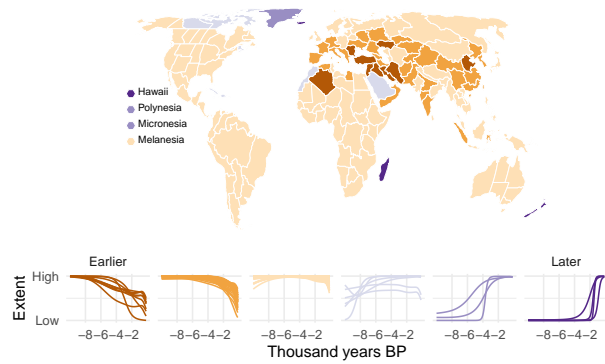 Hawaii
Polynesia
Micronesia
Melanesia
Earlier
Later
Extent
High
Low
−8−6−4−2 −8−6−4−2 −8−6−4−2 −8−6−4−2 −8−6−4−2 −8−6−4−2
Thousand years BP